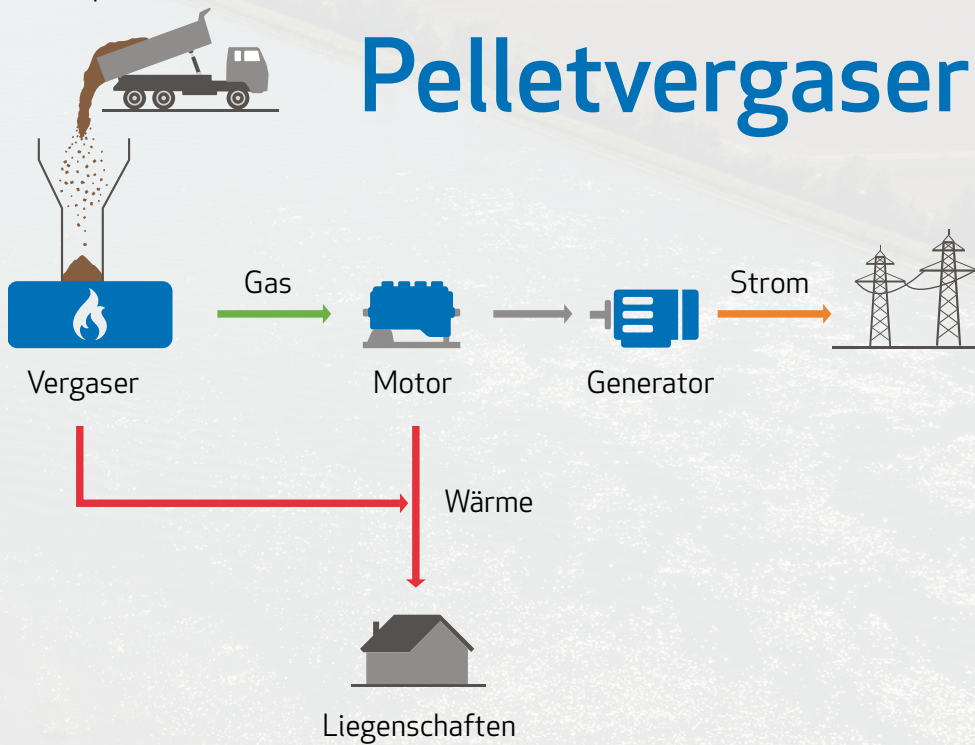 Pelletvergaser
Gas
Strom
Vergaser
Motor
Generator
Wärme
Liegenschaften